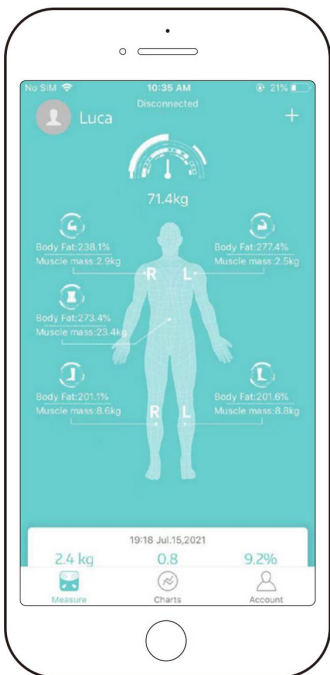 No SIM 10:35 AM 21%
Disconnected
Luca +
71.4kg
Body Fat:238.1%
Muscle mass:2.9kg
Body Fat:277.4%
Muscle mass:2.5kg
R L
Body Fat:273.4%
Muscle mass:23.4kg
Body Fat:201.1%
Muscle mass:8.6kg
Body Fat:201.6%
Muscle mass:8.8kg
R L
19:18 Jul.15,2021
2.4 kg 0.8 9.2%
Measure Charts Account